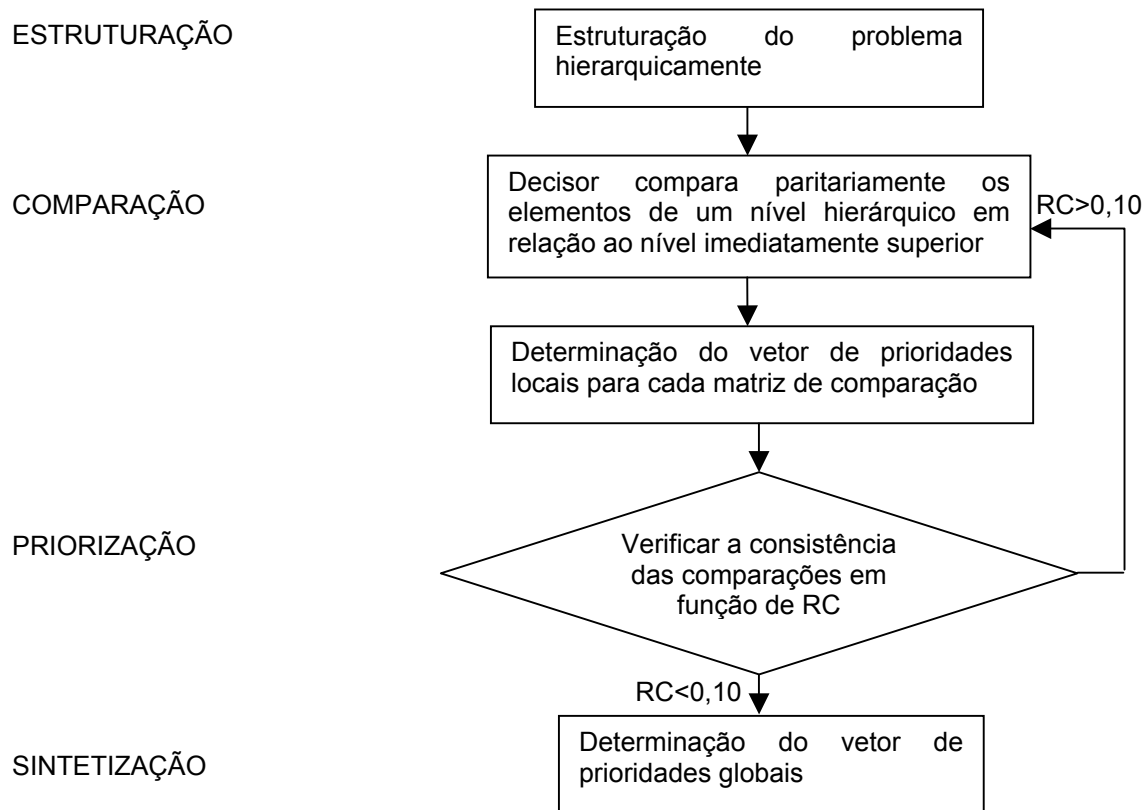 ESTRUTURAÇÃO
Estruturação do problema
hierarquicamente
COMPARAÇÃO
Decisor compara paritariamente os
elementos de um nível hierárquico em
relação ao nível imediatamente superior
RC>0,10
Determinação do vetor de prioridades
locais para cada matriz de comparação
PRIORIZAÇÃO
Verificar a consistência
das comparações em
função de RC
RC<0,10
SINTETIZAÇÃO
Determinação do vetor de
prioridades globais